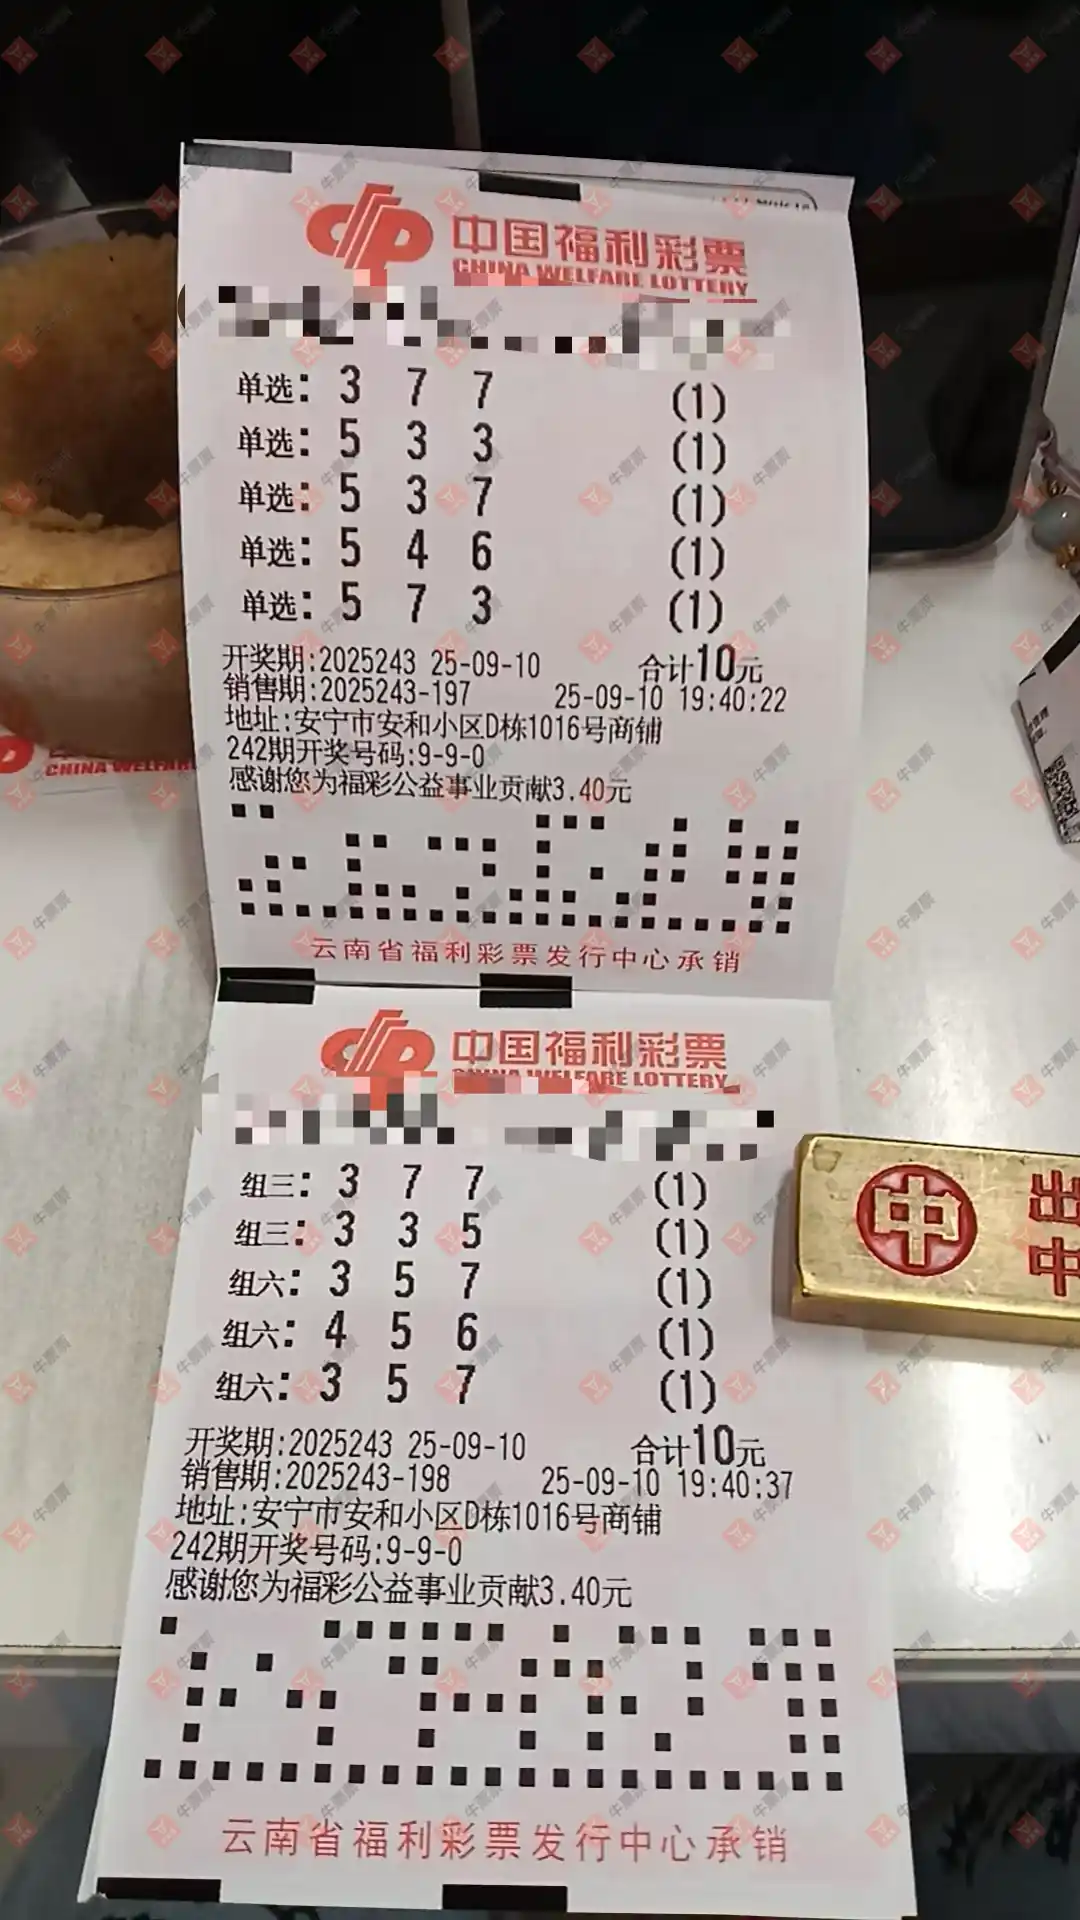 中国福利彩票
CHINA WELFARE LOTTERY
单选: 3 7 7 (1)
单选: 5 3 3 (1)
单选: 5 3 7 (1)
单选: 5 4 6 (1)
单选: 5 7 3 (1)
开奖期:2025243 25-09-10 合计10元
销售期:2025243-197 25-09-10 19:40:22
地址:安宁市安和小区D栋1016号商铺
242期开奖号码:9-9-0
感谢您为福彩公益事业贡献3.40元
云南省福利彩票发行中心承销
中国福利彩票
CHINA WELFARE LOTTERY
组三: 3 7 7 (1)
组三: 3 3 5 (1)
组六: 3 5 7 (1)
组六: 4 5 6 (1)
组六: 3 5 7 (1)
开奖期:2025243 25-09-10 合计10元
销售期:2025243-198 25-09-10 19:40:37
地址:安宁市安和小区D栋1016号商铺
242期开奖号码:9-9-0
感谢您为福彩公益事业贡献3.40元
云南省福利彩票发行中心承销
CHINA WELFAR
中
出
中
牛票票